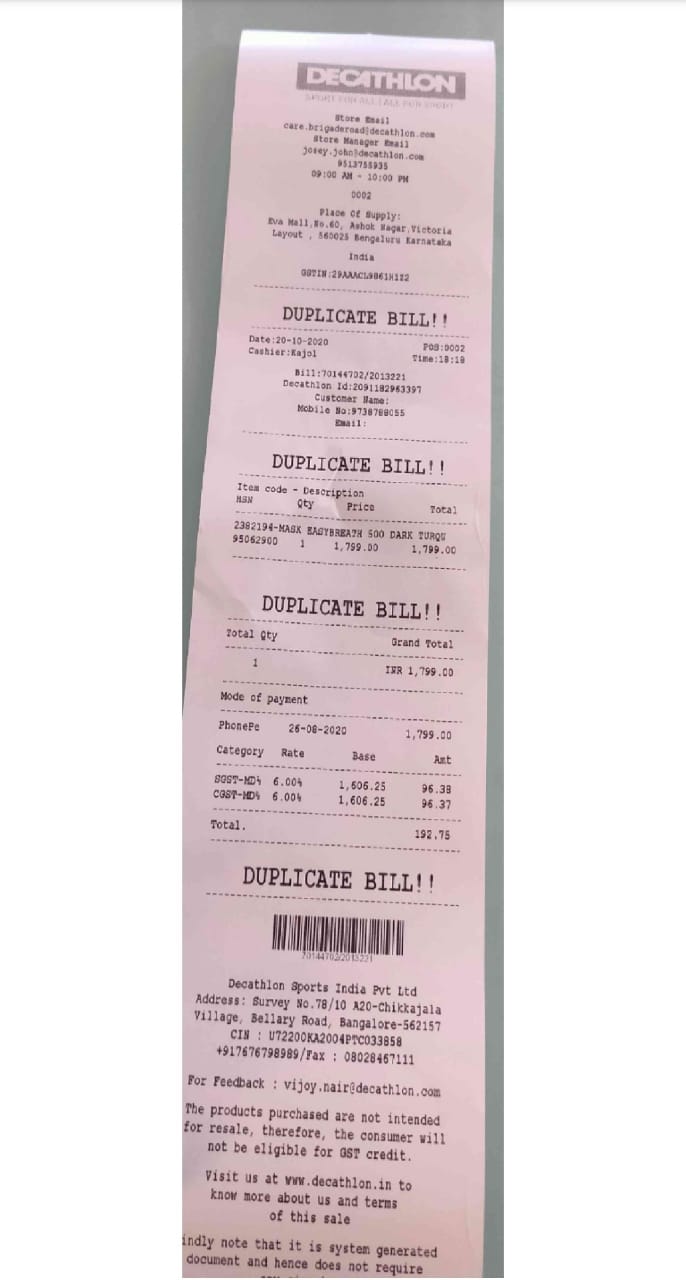 DECATHLON
SPORT FOR ALL | ALL FOR SPORT
Store Email
care.brigaderoad@decathlon.com
Store Manager Email
josey.john@decathlon.com
9513755935
09:00 AM - 10:00 PM
0002
Place Of Supply:
Eva Mall,No.60, Ashok Nagar,Victoria
Layout , 560025 Bengaluru Karnataka
India
GSTIN:29AAACL9861H1Z2
DUPLICATE BILL!!
Date:20-10-2020 POS:0002
Cashier:Kajol Time:18:18
Bill:70144702/2013221
Decathlon Id:2091182963397
Customer Name:
Mobile No:9738788055
Email:
DUPLICATE BILL!!
Item code - Description
HSN Qty Price Total
2382194-MASK EASYBREATH 500 DARK TURQU
95062900 1 1,799.00 1,799.00
DUPLICATE BILL!!
Total Qty Grand Total
1 INR 1,799.00
Mode of payment
PhonePe 26-08-2020 1,799.00
Category Rate Base Amt
SGST-MD% 6.00% 1,606.25 96.38
CGST-MD% 6.00% 1,606.25 96.37
Total. 192.75
DUPLICATE BILL!!
70144702/2013221
Decathlon Sports India Pvt Ltd
Address: Survey No.78/10 A20-Chikkajala
Village, Bellary Road, Bangalore-562157
CIN : U72200KA2004PTC033858
+917676798989/Fax : 08028467111
For Feedback : vijoy.nair@decathlon.com
The products purchased are not intended
for resale, therefore, the consumer will
not be eligible for GST credit.
Visit us at www.decathlon.in to
know more about us and terms
of this sale
indly note that it is system generated
document and hence does not require